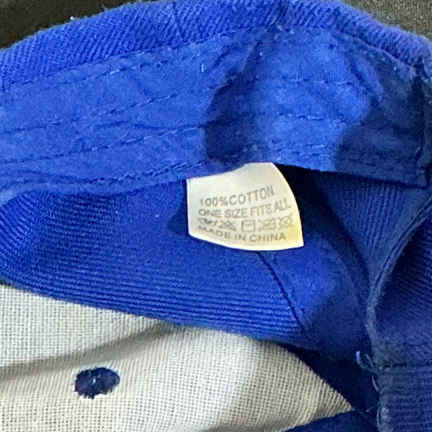 100%COTTON
ONE SIZE FITS ALL
MADE IN CHINA